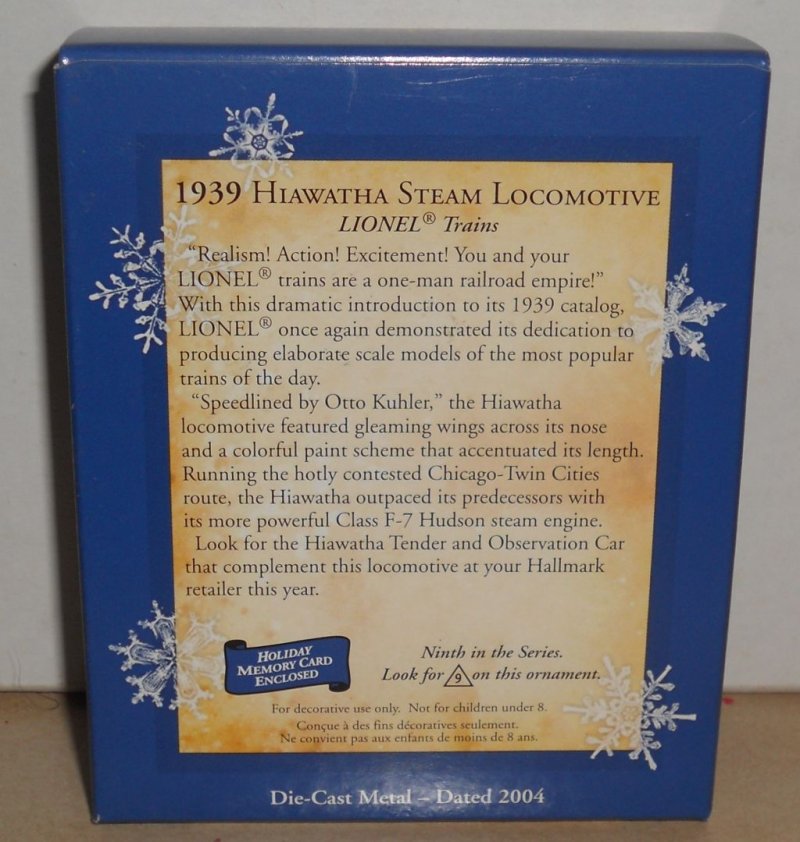 1939 HIAWATHA STEAM LOCOMOTIVE
LIONEL® Trains
“Realism! Action! Excitement! You and your
LIONEL® trains are a one-man railroad empire!”
With this dramatic introduction to its 1939 catalog,
LIONEL® once again demonstrated its dedication to
producing elaborate scale models of the most popular
trains of the day.
“Speedlined by Otto Kuhler,” the Hiawatha
locomotive featured gleaming wings across its nose
and a colorful paint scheme that accentuated its length.
Running the hotly contested Chicago-Twin Cities
route, the Hiawatha outpaced its predecessors with
its more powerful Class F-7 Hudson steam engine.
Look for the Hiawatha Tender and Observation Car
that complement this locomotive at your Hallmark
retailer this year.
HOLIDAY
MEMORY CARD
ENCLOSED
Ninth in the Series.
Look for 9 on this ornament.
For decorative use only. Not for children under 8.
Conçue à des fins décoratives seulement.
Ne convient pas aux enfants de moins de 8 ans.
Die-Cast Metal – Dated 2004